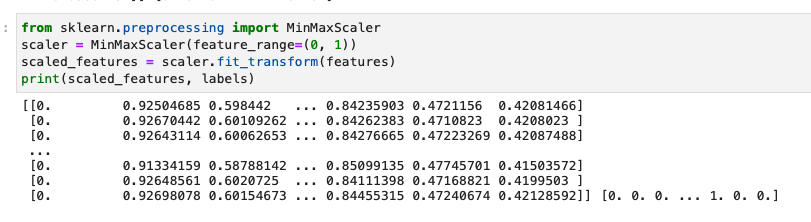 from sklearn.preprocessing import MinMaxScaler
scaler = MinMaxScaler(feature_range=(0, 1))
scaled_features = scaler.fit_transform(features)
print(scaled_features, labels)
[[0.         0.92504685 0.598442   ... 0.84235903 0.4721156  0.42081466]
 [0.         0.92670442 0.60109262 ... 0.84262383 0.4710823  0.4208023 ]
 [0.         0.92643114 0.60062653 ... 0.84276665 0.47223269 0.42087488]
 ...
 [0.         0.91334159 0.58788142 ... 0.85099135 0.47745701 0.41503572]
 [0.         0.92648561 0.6020725  ... 0.84111398 0.47168821 0.4199503 ]
 [0.         0.92698078 0.60154673 ... 0.84455315 0.47240674 0.42128592]] [0. 0. 0. ... 1. 0. 0.]